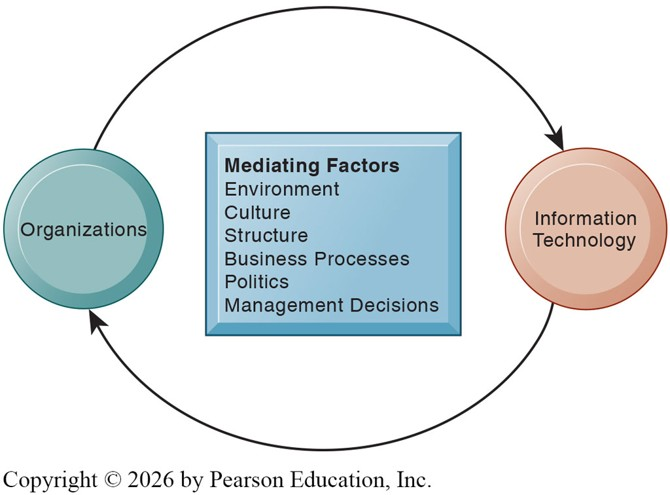 Organizations
Mediating Factors
Environment
Culture
Structure
Business Processes
Politics
Management Decisions
Information
Technology
Copyright © 2026 by Pearson Education, Inc.